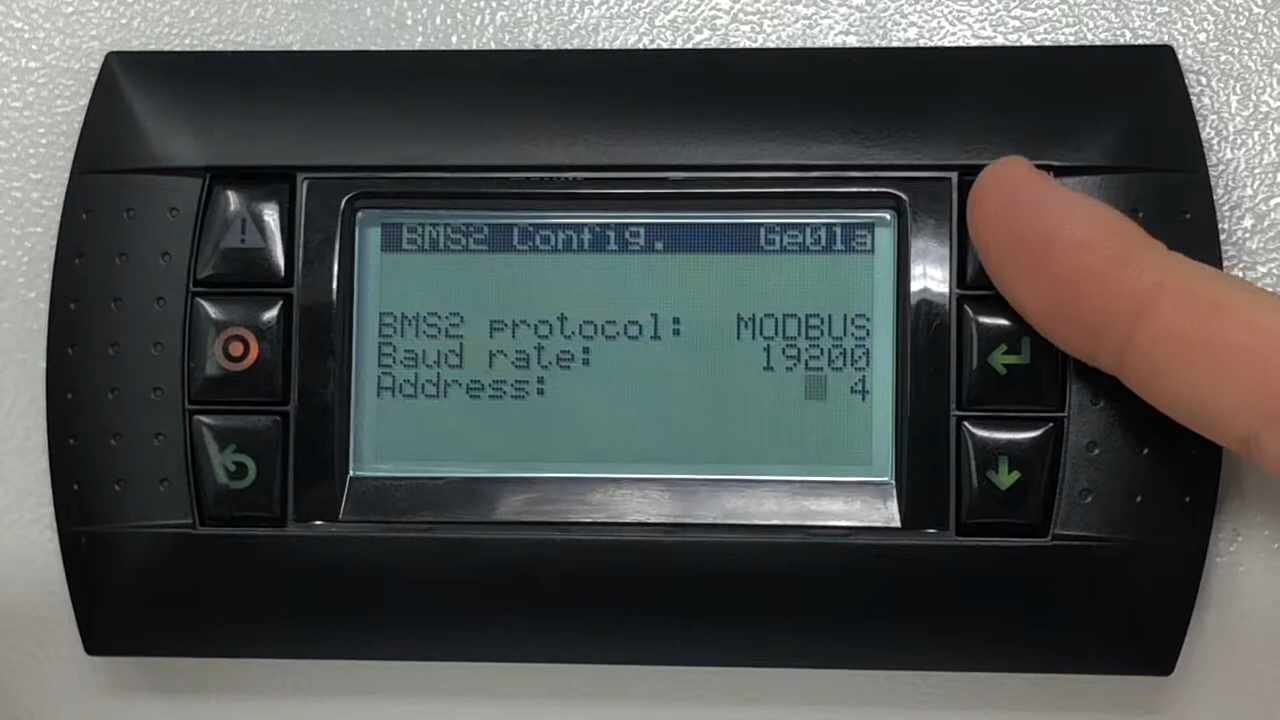 BMS2 Config. Ge01a
BMS2 protocol: MODBUS
Baud rate: 19200
Address: 4